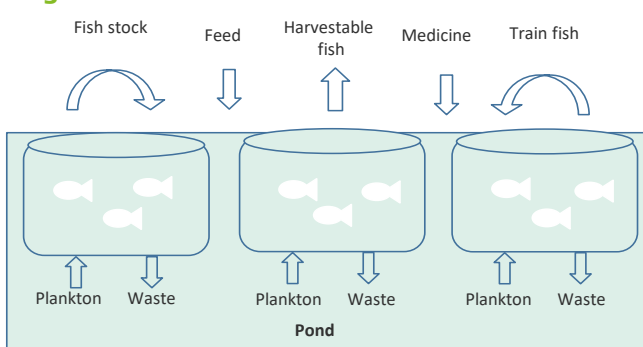 Fish stock
Feed
Harvestable
fish
Medicine
Train fish
Plankton
Waste
Plankton
Waste
Plankton
Waste
Pond